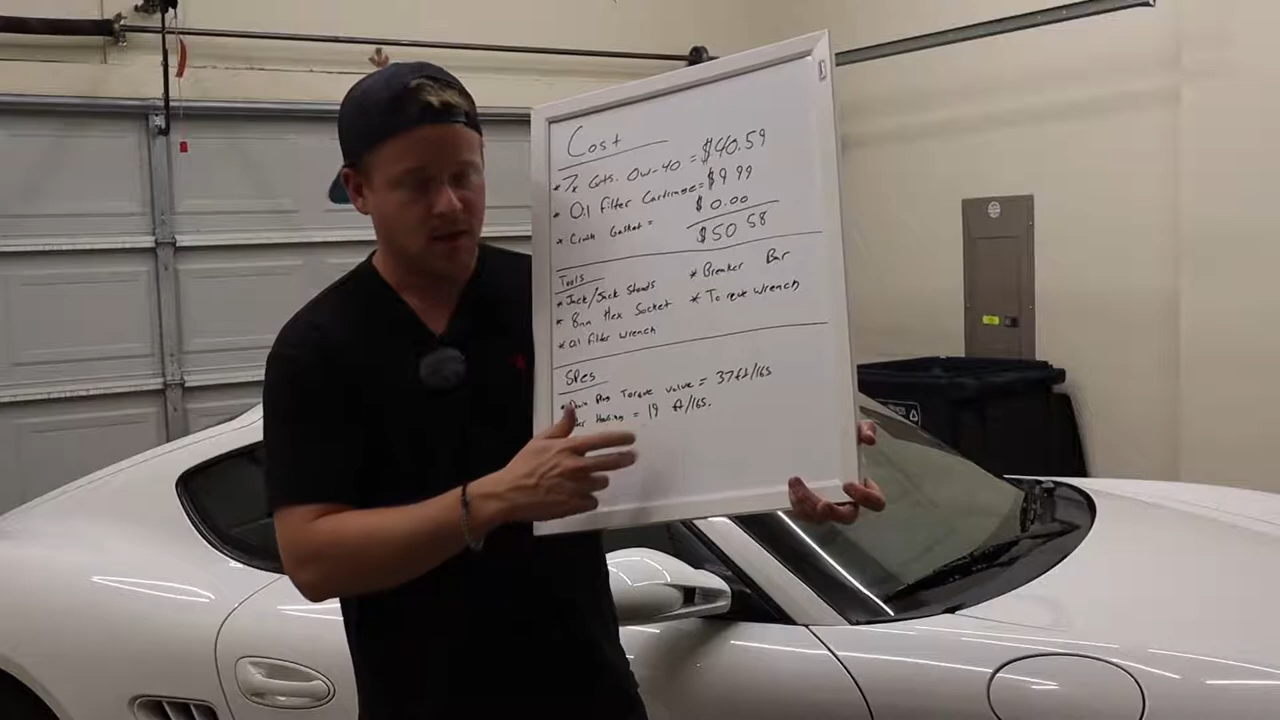 Cost
* 7x Qts. 0w-40 = $40.59
* Oil Filter Cartridge = $9.99
* Crush Gasket = $0.00
$50.58
Tools
* Jack/Jack Stands * Breaker Bar
* 8mm Hex Socket * Torque Wrench
* Oil Filter Wrench
SPes
Drain Plug Torque Value = 37 ft/lbs
Housing = 19 ft/lbs.